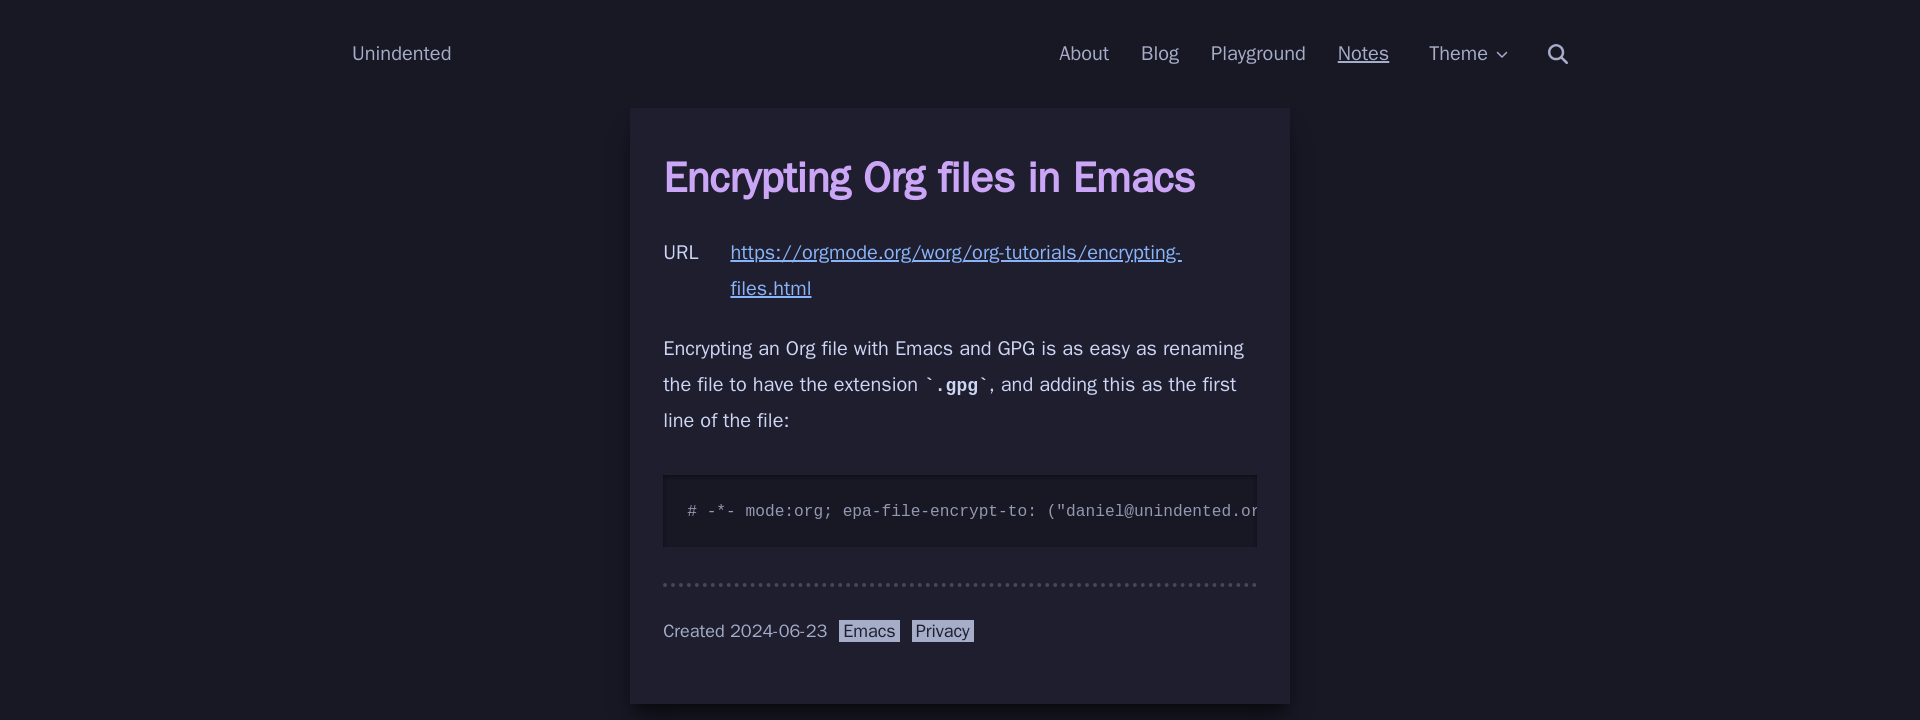 Unindented
About Blog Playground Notes Theme
Encrypting Org files in Emacs
URL https://orgmode.org/worg/org-tutorials/encrypting-
files.html
Encrypting an Org file with Emacs and GPG is as easy as renaming
the file to have the extension `.gpg`, and adding this as the first
line of the file:
# -*- mode:org; epa-file-encrypt-to: ("daniel@unindented.or
Created 2024-06-23 Emacs Privacy